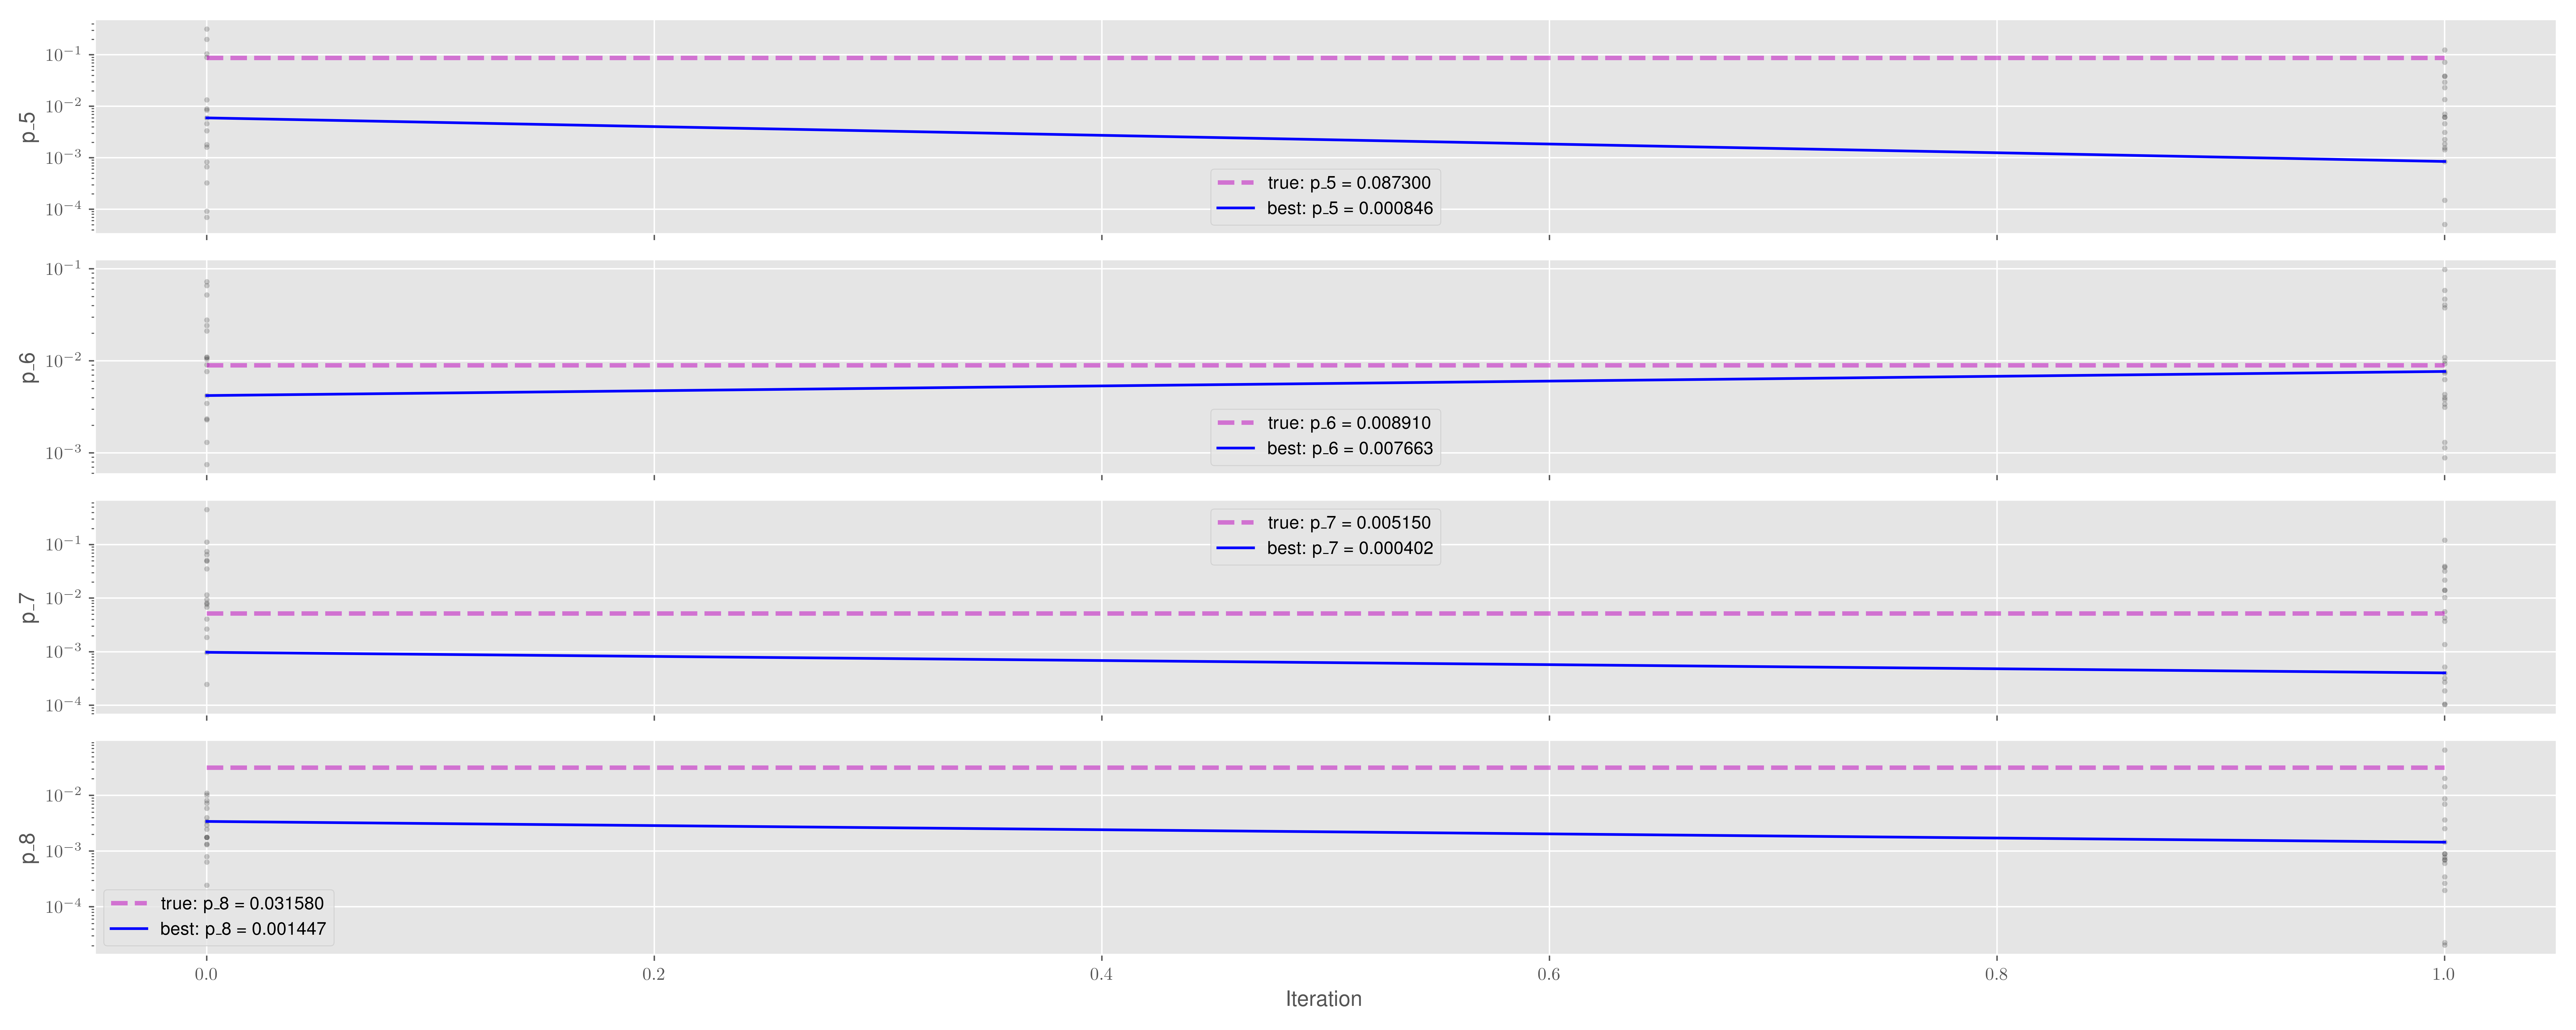 p_5
10⁻¹
10⁻²
10⁻³
10⁻⁴
true: p_5 = 0.087300
best: p_5 = 0.000846
p_6
10⁻¹
10⁻²
10⁻³
true: p_6 = 0.008910
best: p_6 = 0.007663
p_7
10⁻¹
10⁻²
10⁻³
10⁻⁴
true: p_7 = 0.005150
best: p_7 = 0.000402
p_8
10⁻²
10⁻³
10⁻⁴
true: p_8 = 0.031580
best: p_8 = 0.001447
0.0 0.2 0.4 0.6 0.8 1.0
Iteration